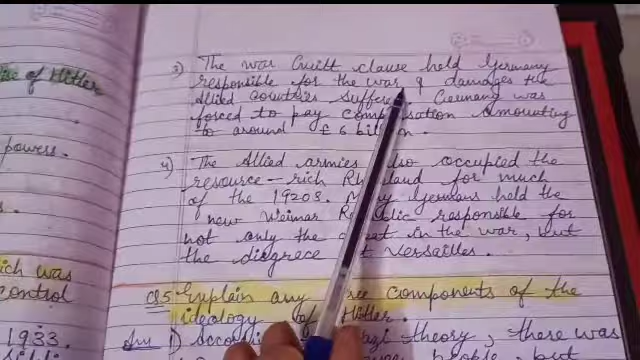 ue of Hitler
powers.
ich was
control
1933
3) The war Guilt clause held Germany
responsible for the war & damages the
Allied countries suffered. Germany was
forced to pay compensation amounting
to around £ 6 billion.
4) The Allied armies also occupied the
resource-rich Rhineland for much
of the 1920s. Many Germans held the
new Weimar Republic responsible for
not only the defeat in the war, but
the disgrace at Versailles.
Q5 Explain any three components of the
ideology of Hitler.
Ans 1) According Nazi theory, there was
people, but